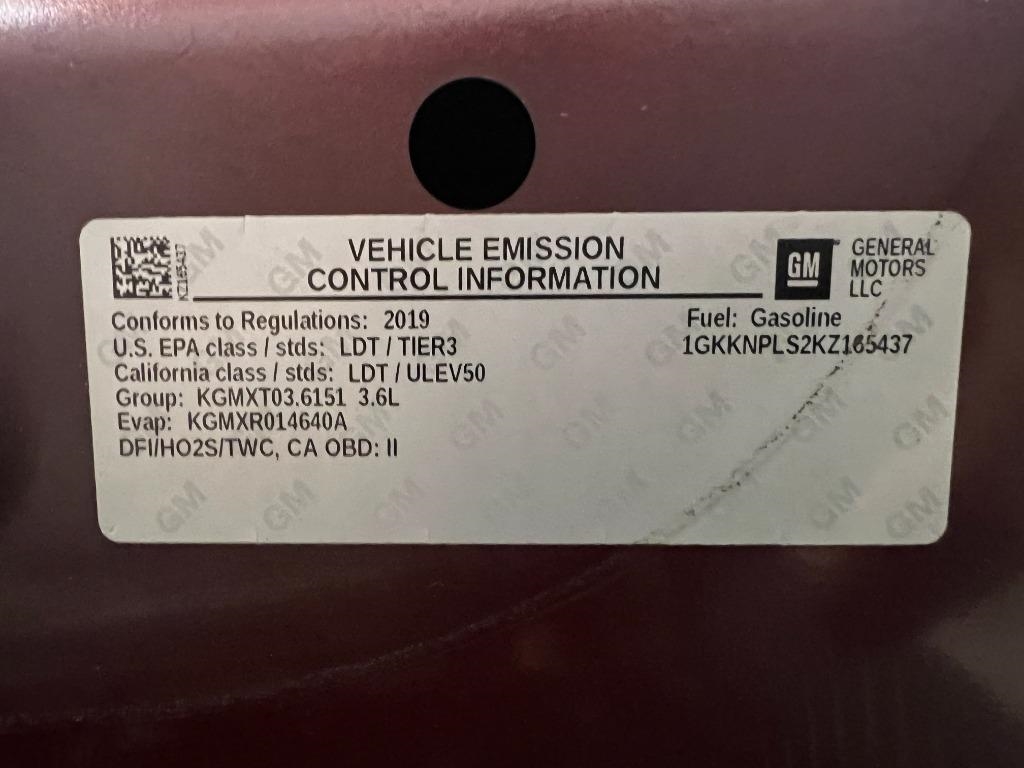 VEHICLE EMISSION
CONTROL INFORMATION
GM
GENERAL
MOTORS
LLC
KZ165437
Conforms to Regulations: 2019
Fuel: Gasoline
U.S. EPA class / stds: LDT / TIER3
1GKKNPLS2KZ165437
California class / stds: LDT / ULEV50
Group: KGMXT03.6151 3.6L
Evap: KGMXR014640A
DFI/HO2S/TWC, CA OBD: II